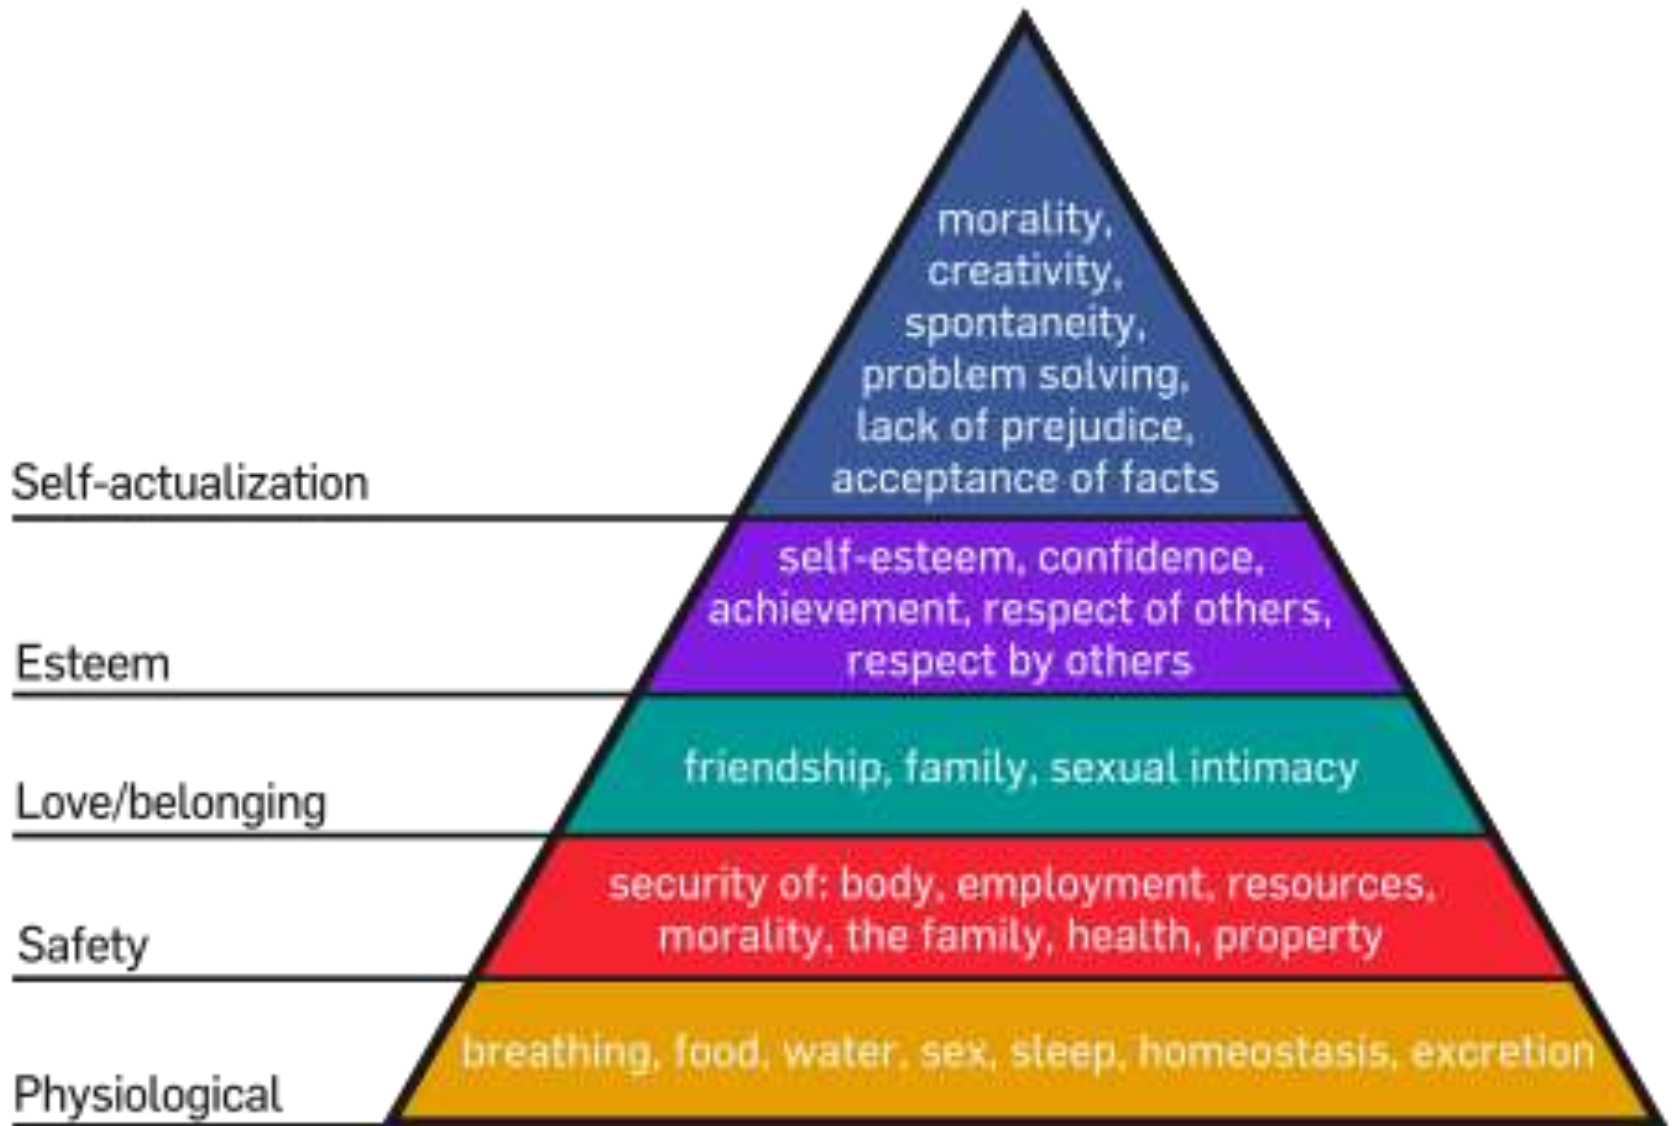 morality,
creativity,
spontaneity,
problem solving,
lack of prejudice,
acceptance of facts
Self-actualization
self-esteem, confidence,
achievement, respect of others,
respect by others
Esteem
friendship, family, sexual intimacy
Love/belonging
security of: body, employment, resources,
morality, the family, health, property
Safety
breathing, food, water, sex, sleep, homeostasis, excretion
Physiological